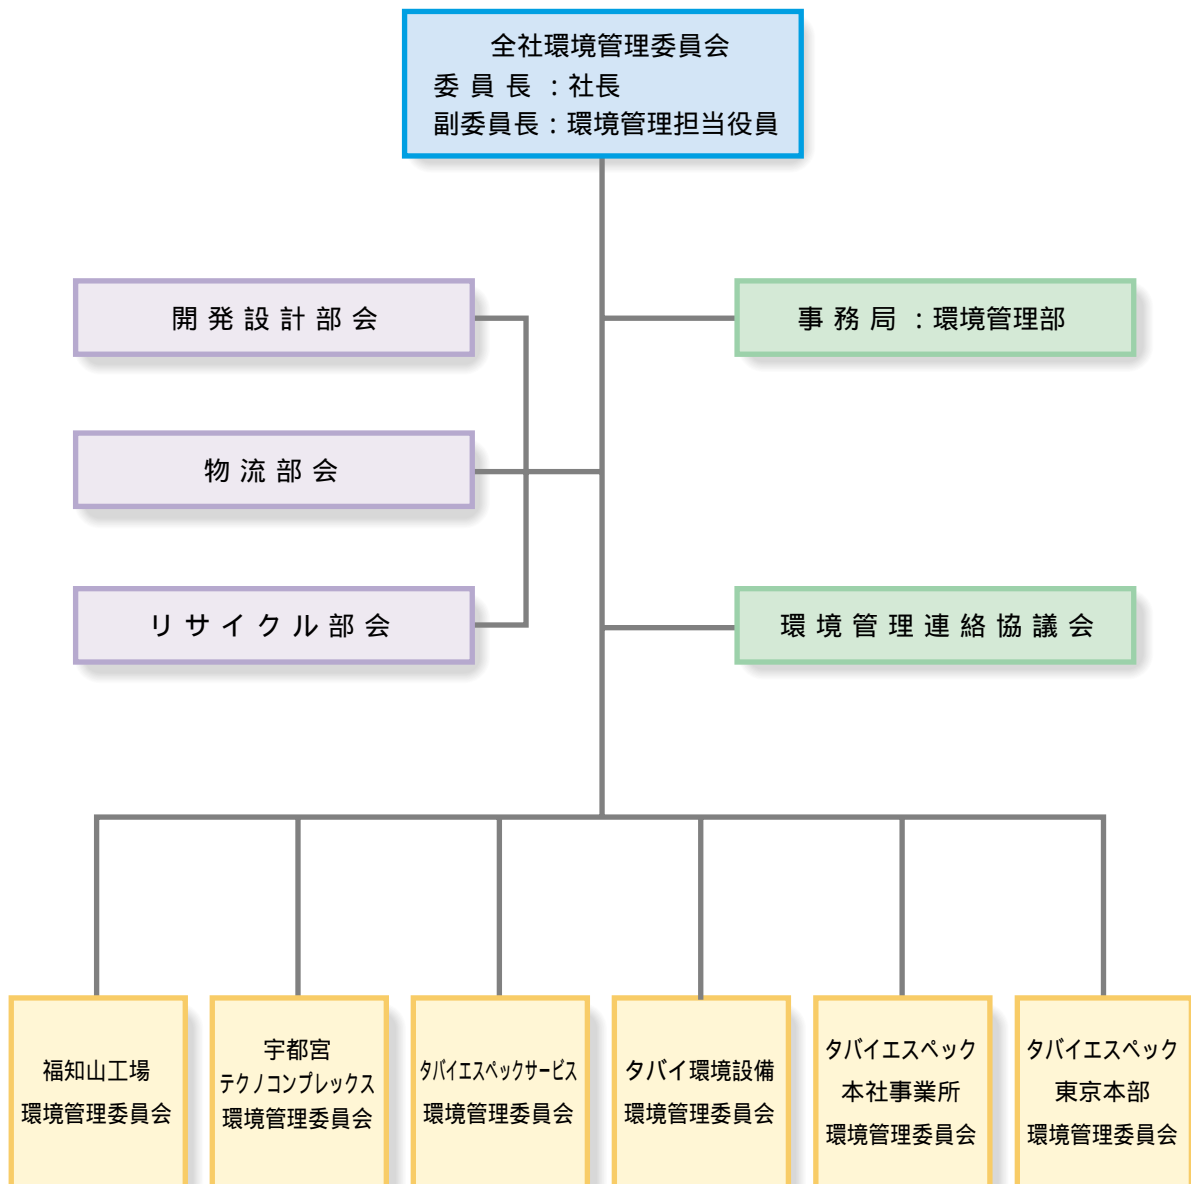 全社環境管理委員会
委員長：社長
副委員長：環境管理担当役員
開発設計部会
事務局：環境管理部
物流部会
リサイクル部会
環境管理連絡協議会
福知山工場
環境管理委員会
宇都宮
テクノコンプレックス
環境管理委員会
タバイエスペックサービス
環境管理委員会
タバイ環境設備
環境管理委員会
タバイエスペック
本社事業所
環境管理委員会
タバイエスペック
東京本部
環境管理委員会